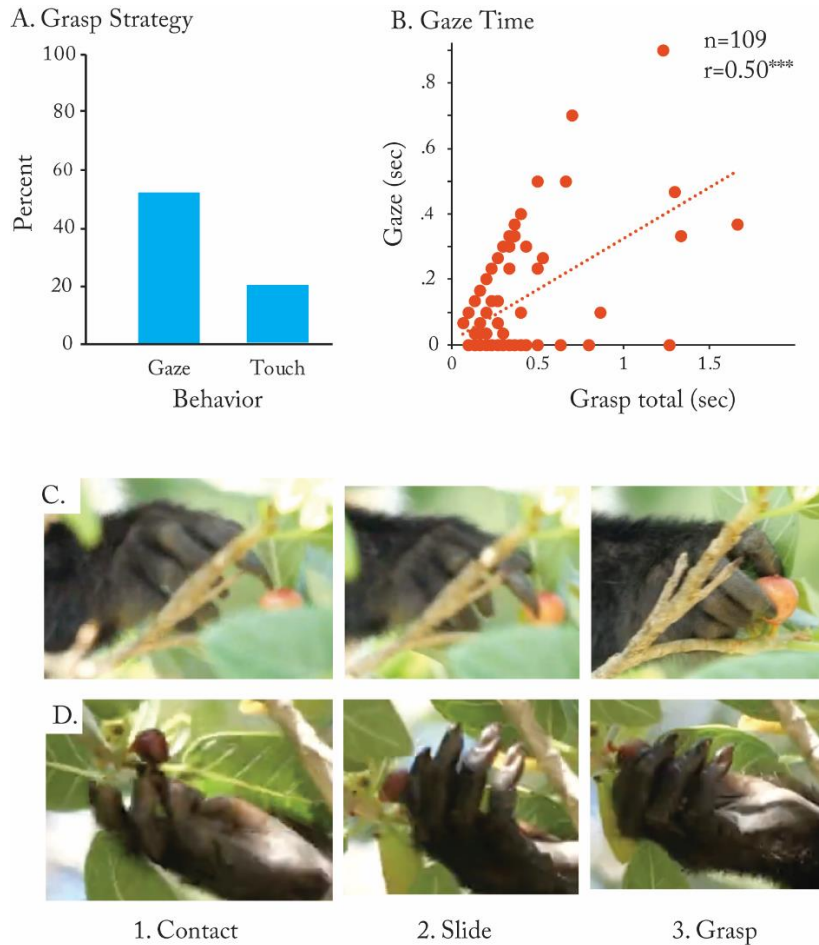 A. Grasp Strategy
100
80
60
40
20
0
Percent
Gaze Touch
Behavior
B. Gaze Time
n=109
r=0.50***
.8
.6
.4
.2
0
Gaze (sec)
0 0.5 1 1.5
Grasp total (sec)
C.
D.
1. Contact 2. Slide 3. Grasp